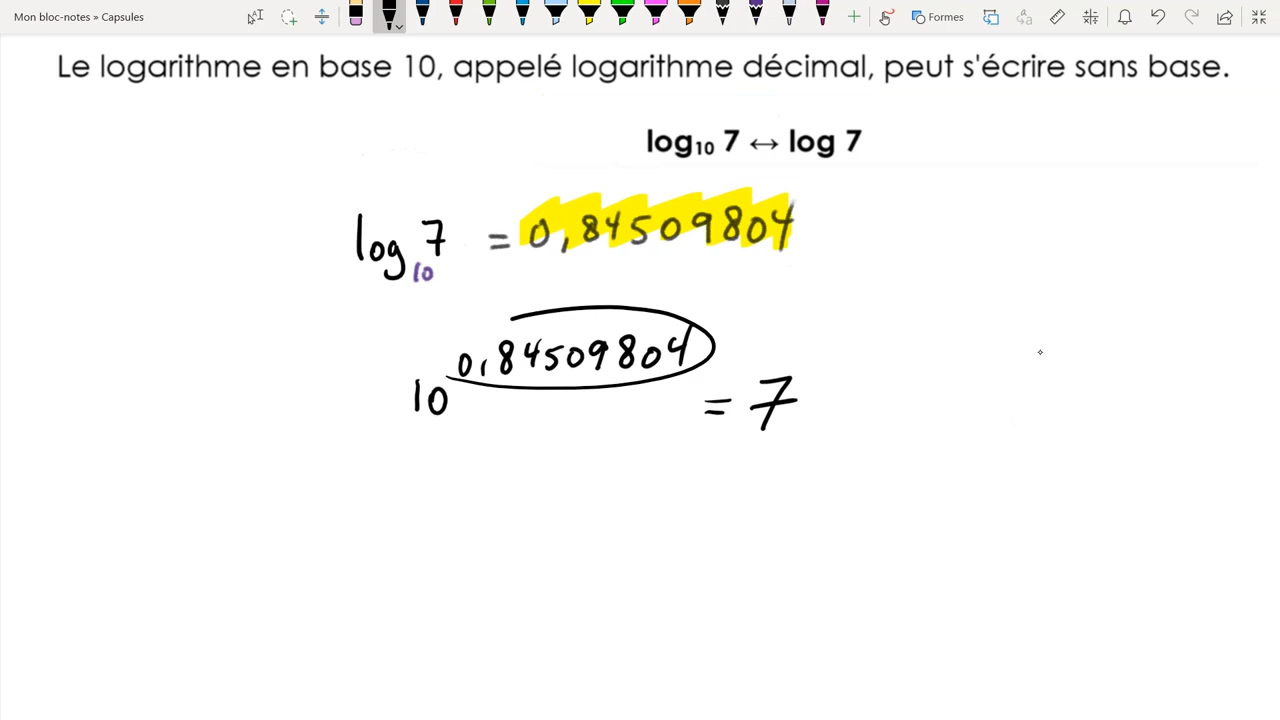 Mon bloc-notes » Capsules
Formes
Le logarithme en base 10, appelé logarithme décimal, peut s'écrire sans base.
log₁₀ 7 ↔ log 7
log₁₀ 7 = 0,84509804
10^0,84509804 = 7